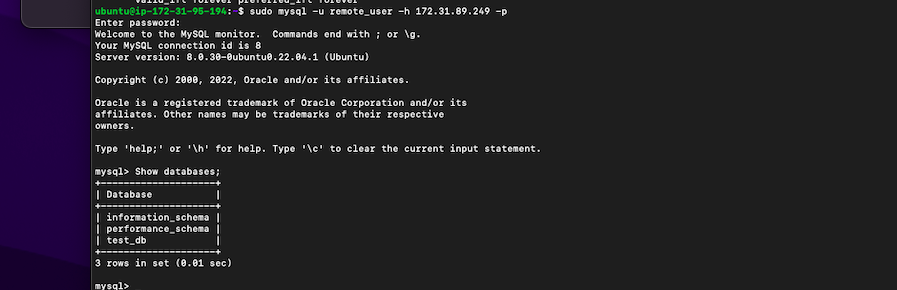 valid_lft forever preferred_lft forever
ubuntu@ip-172-31-95-194:~$ sudo mysql -u remote_user -h 172.31.89.249 -p
Enter password:
Welcome to the MySQL monitor.  Commands end with ; or \g.
Your MySQL connection id is 8
Server version: 8.0.30-0ubuntu0.22.04.1 (Ubuntu)
Copyright (c) 2000, 2022, Oracle and/or its affiliates.
Oracle is a registered trademark of Oracle Corporation and/or its
affiliates. Other names may be trademarks of their respective
owners.
Type 'help;' or '\h' for help. Type '\c' to clear the current input statement.
mysql> Show databases;
+--------------------+
| Database           |
+--------------------+
| information_schema |
| performance_schema |
| test_db            |
+--------------------+
3 rows in set (0.01 sec)
mysql>